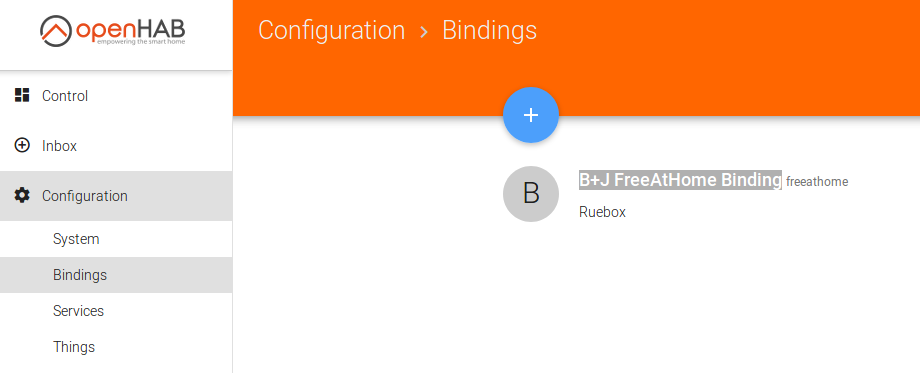 openHAB
empowering the smart home
Configuration > Bindings
Control
Inbox
Configuration
System
Bindings
Services
Things
+
B
B+J FreeAtHome Binding freeathome
Ruebox